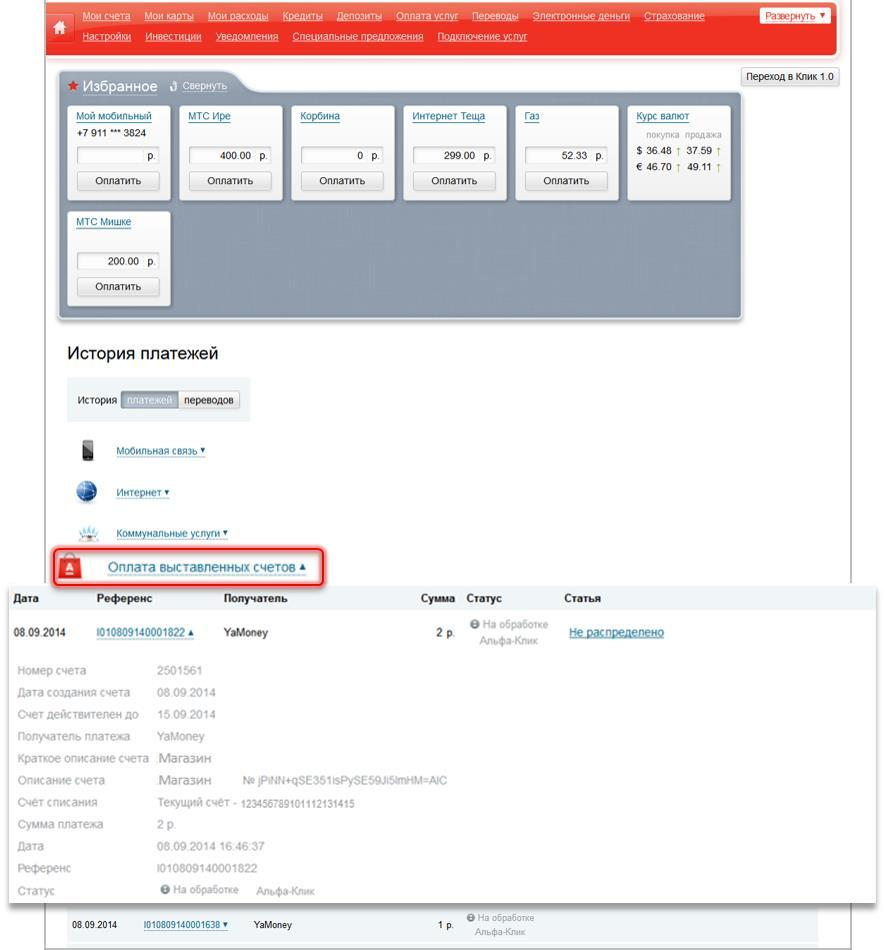 Мои счета Мои карты Мои расходы Кредиты Депозиты Оплата услуг Переводы Электронные деньги Страхование Развернуть
Настройки Инвестиции Уведомления Специальные предложения Подключение услуг
Переход в Клик 1.0
Избранное Свернуть
Мой мобильный МТС Ире Корбина Интернет Теща Газ Курс валют
+7 911 *** 3824 покупка продажа
р. 400.00 р. 0 р. 299.00 р. 52.33 р. $ 36.48 ↑ 37.59 ↑
Оплатить Оплатить Оплатить Оплатить Оплатить € 46.70 ↑ 49.11 ↑
МТС Мишке
200.00 р.
Оплатить
История платежей
История платежей переводов
Мобильная связь
Интернет
Коммунальные услуги
Оплата выставленных счетов
Дата Референс Получатель Сумма Статус Статья
08.09.2014 I010809140001822 YaMoney 2 р. На обработке Не распределено
Альфа-Клик
Номер счета 2501561
Дата создания счета 08.09.2014
Счет действителен до 15.09.2014
Получатель платежа YaMoney
Краткое описание счета Магазин
Описание счета Магазин № jPiNN+qSE351isPySE59Ji5lmHM=AlC
Счёт списания Текущий счёт - 123456789101112131415
Сумма платежа 2 р.
Дата 08.09.2014 16:46:37
Референс I010809140001822
Статус На обработке Альфа-Клик
08.09.2014 I010809140001638 YaMoney 1 р. На обработке
Альфа-Клик